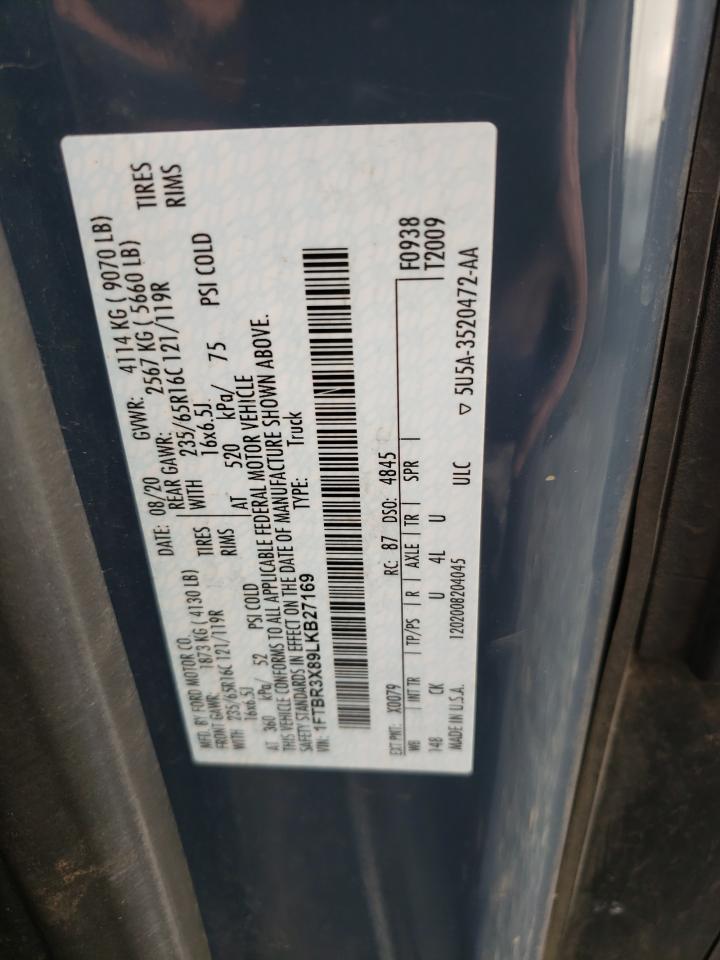 MFD. BY FORD MOTOR CO.
DATE: 08/20 GVWR: 4114 KG ( 9070 LB)
FRONT GAWR: 1873 KG ( 4130 LB) REAR GAWR: 2567 KG ( 5660 LB)
WITH 235/65R16C 121/119R TIRES WITH 235/65R16C 121/119R TIRES
16x6.5J RIMS 16x6.5J RIMS
AT 360 kPa/ 52 PSI COLD AT 520 kPa/ 75 PSI COLD
THIS VEHICLE CONFORMS TO ALL APPLICABLE FEDERAL MOTOR VEHICLE
SAFETY STANDARDS IN EFFECT ON THE DATE OF MANUFACTURE SHOWN ABOVE.
VIN: 1FTBR3X89LKB27169 TYPE: Truck
EXT PNT: X0079 RC: 87 DSO: 4845 F0938
WB INT TR TP/PS R AXLE TR SPR T2009
148 CK U 4L U
MADE IN U.S.A. 1202008204045 ULC ▽ 5U5A-3520472-AA